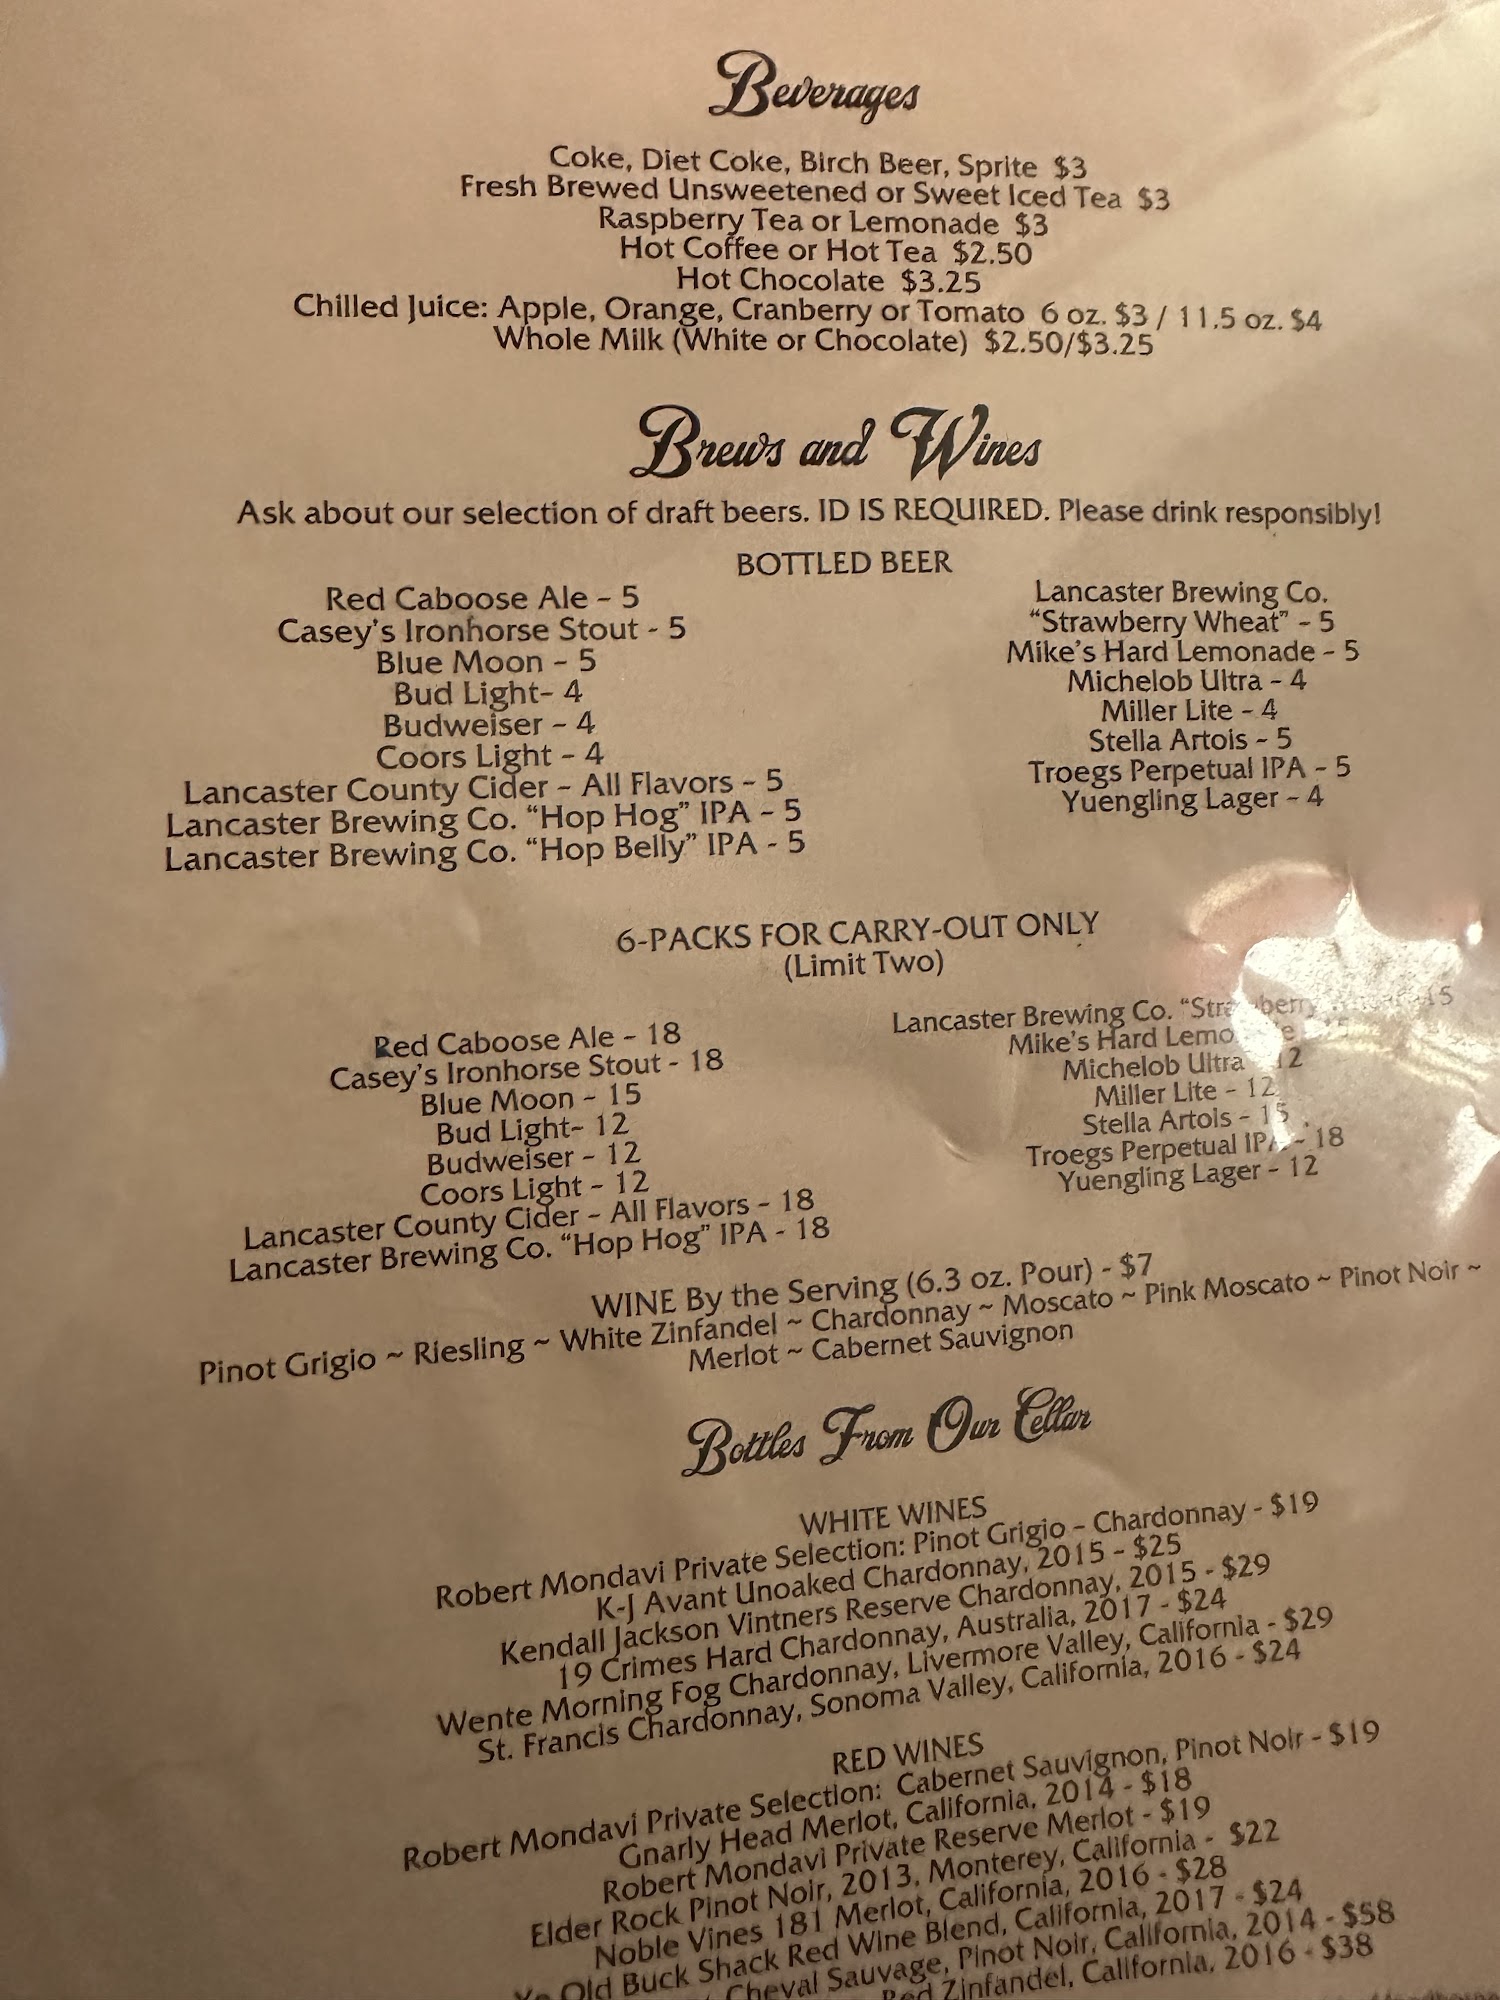 Beverages
Coke, Diet Coke, Birch Beer, Sprite $3
Fresh Brewed Unsweetened or Sweet Iced Tea $3
Raspberry Tea or Lemonade $3
Hot Coffee or Hot Tea $2.50
Hot Chocolate $3.25
Chilled Juice: Apple, Orange, Cranberry or Tomato 6 oz. $3 / 11.5 oz. $4
Whole Milk (White or Chocolate) $2.50/$3.25
Brews and Wines
Ask about our selection of draft beers. ID IS REQUIRED. Please drink responsibly!
BOTTLED BEER
Red Caboose Ale - 5
Casey's Ironhorse Stout - 5
Blue Moon - 5
Bud Light- 4
Budweiser - 4
Coors Light - 4
Lancaster County Cider - All Flavors - 5
Lancaster Brewing Co. "Hop Hog" IPA - 5
Lancaster Brewing Co. "Hop Belly" IPA - 5
Lancaster Brewing Co.
"Strawberry Wheat" - 5
Mike's Hard Lemonade - 5
Michelob Ultra - 4
Miller Lite - 4
Stella Artois - 5
Troegs Perpetual IPA - 5
Yuengling Lager - 4
6-PACKS FOR CARRY-OUT ONLY
(Limit Two)
Red Caboose Ale - 18
Casey's Ironhorse Stout - 18
Blue Moon - 15
Bud Light- 12
Budweiser - 12
Coors Light - 12
Lancaster County Cider - All Flavors - 18
Lancaster Brewing Co. "Hop Hog" IPA - 18
Lancaster Brewing Co. "Strawberry 15
Mike's Hard
Michelob Ultra 12
Miller Lite - 12
Stella Artois - 15
Troegs Perpetual IPA - 18
Yuengling Lager - 12
WINE By the Serving (6.3 oz. Pour) - $7
Pinot Grigio ~ Riesling ~ White Zinfandel ~ Chardonnay ~ Moscato ~ Pink Moscato ~ Pinot Noir ~
Merlot ~ Cabernet Sauvignon
Bottles From Our Cellar
WHITE WINES
Robert Mondavi Private Selection: Pinot Grigio - Chardonnay - $19
K-J Avant Unoaked Chardonnay, 2015 - $25
Kendall Jackson Vintners Reserve Chardonnay, 2015 - $29
19 Crimes Hard Chardonnay, Australia, 2017 - $24
Wente Morning Fog Chardonnay, Livermore Valley, California - $29
St. Francis Chardonnay, Sonoma Valley, California, 2016 - $24
RED WINES
Robert Mondavi Private Selection: Cabernet Sauvignon, Pinot Noir - $19
Gnarly Head Merlot, California, 2014 - $18
Robert Mondavi Private Reserve Merlot - $19
Elder Rock Pinot Noir, 2013, Monterey, California - $22
Noble Vines 181 Merlot, California, 2016 - $28
Ye Old Buck Shack Red Wine Blend, California, 2017 - $24
Cheval Sauvage, Pinot Noir, California, 2014 - $58
Red Zinfandel, California, 2016 - $38